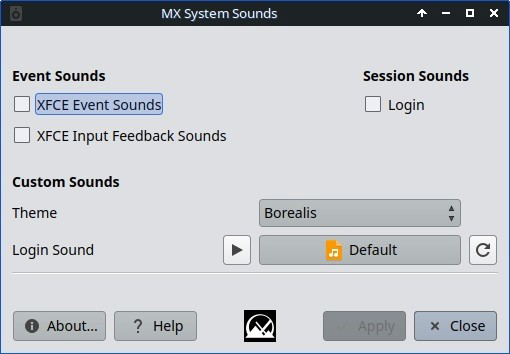 MX System Sounds
Event Sounds
Session Sounds
XFCE Event Sounds
Login
XFCE Input Feedback Sounds
Custom Sounds
Theme
Borealis
Login Sound
Default
About...
? Help
Apply
Close